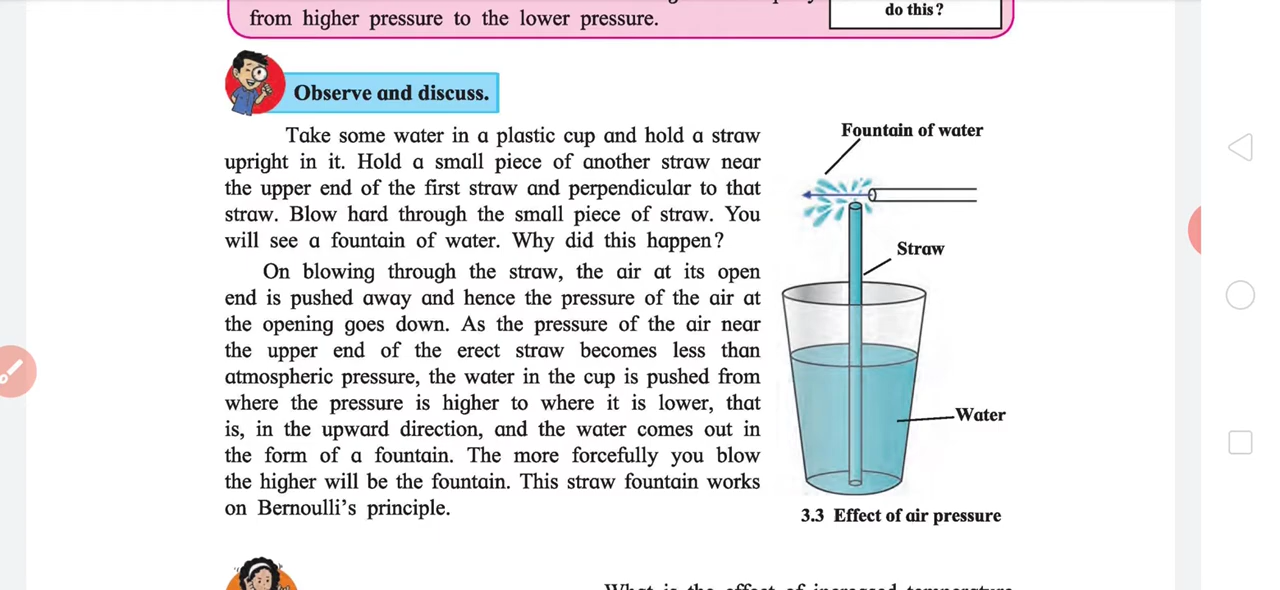 from higher pressure to the lower pressure.
do this?
Observe and discuss.
Take some water in a plastic cup and hold a straw
upright in it. Hold a small piece of another straw near
the upper end of the first straw and perpendicular to that
straw. Blow hard through the small piece of straw. You
will see a fountain of water. Why did this happen?
On blowing through the straw, the air at its open
end is pushed away and hence the pressure of the air at
the opening goes down. As the pressure of the air near
the upper end of the erect straw becomes less than
atmospheric pressure, the water in the cup is pushed from
where the pressure is higher to where it is lower, that
is, in the upward direction, and the water comes out in
the form of a fountain. The more forcefully you blow
the higher will be the fountain. This straw fountain works
on Bernoulli's principle.
Fountain of water
Straw
Water
3.3 Effect of air pressure
What is the effect of increased temperature